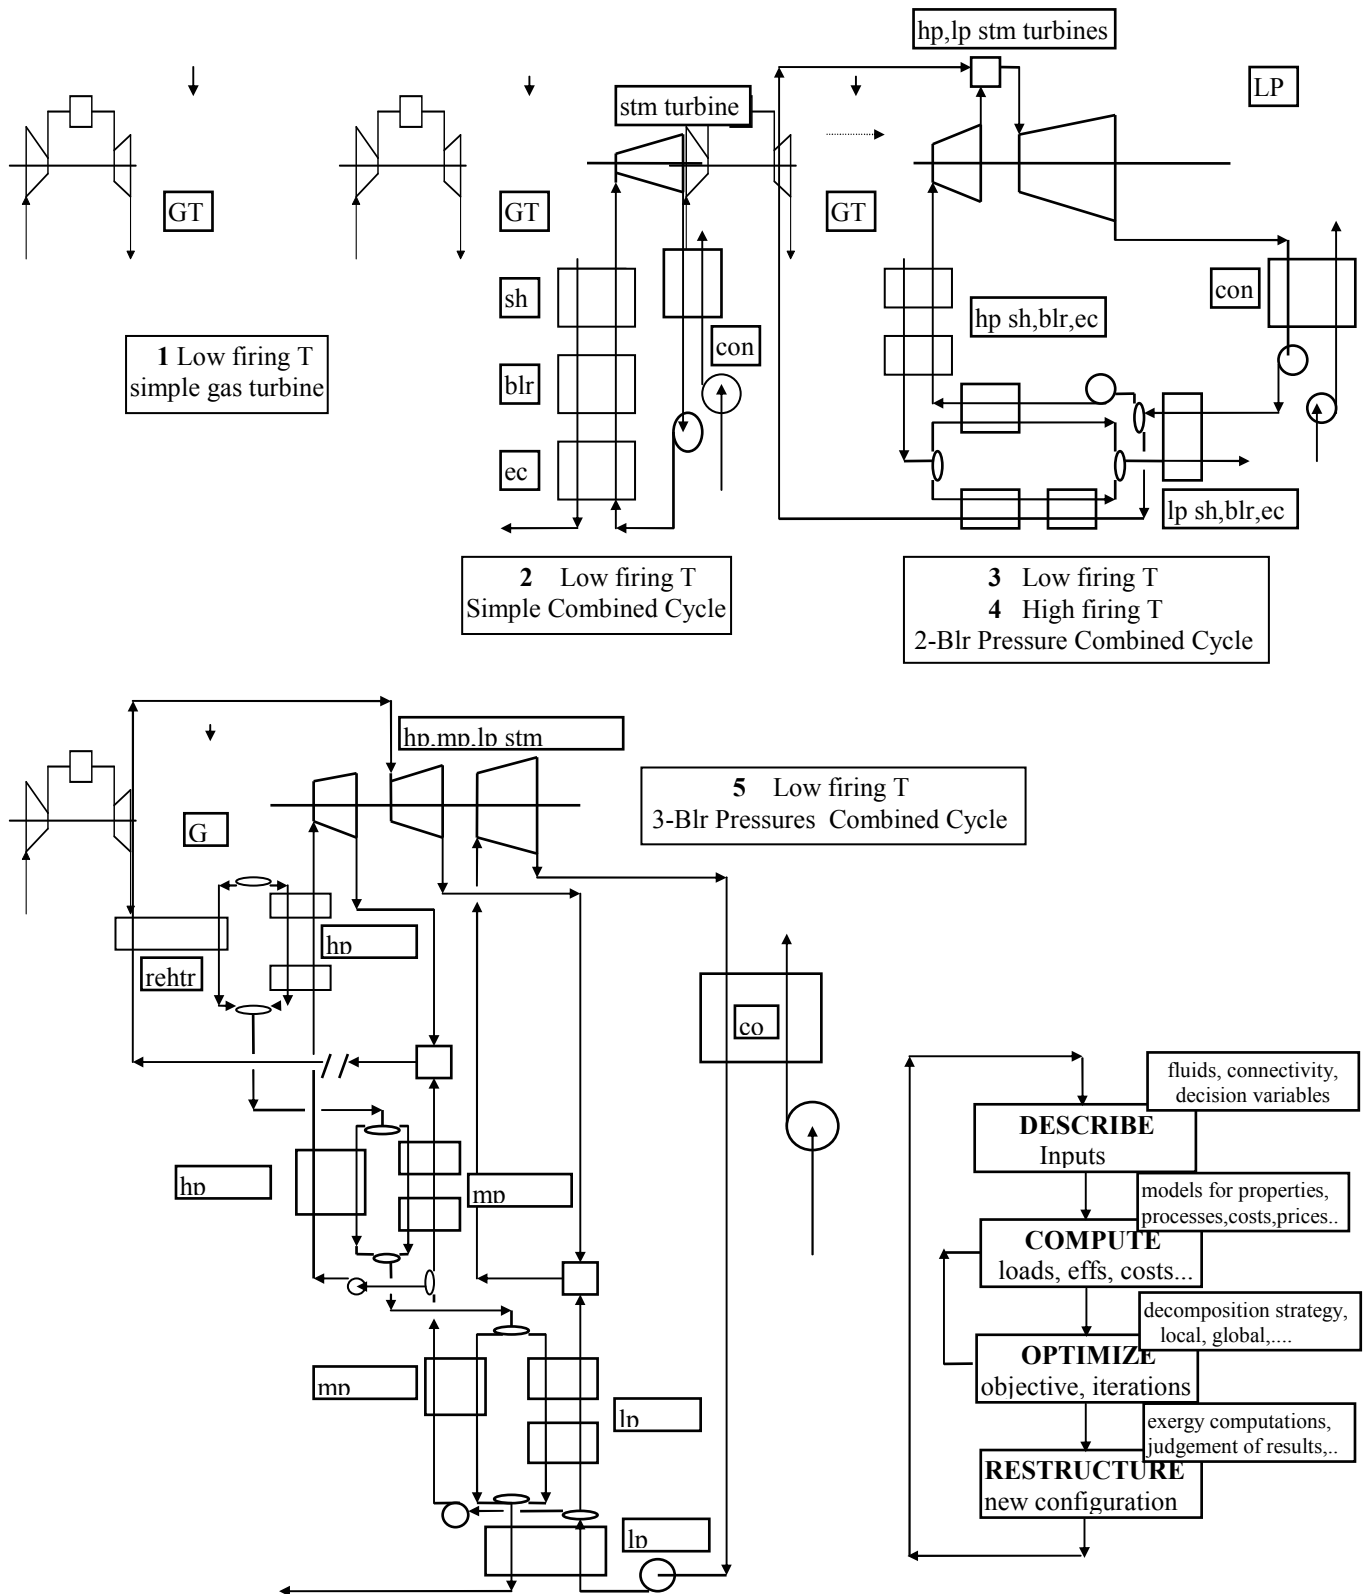 hp,lp stm turbines
LP
stm turbine
GT
GT
GT
sh
hp sh,blr,ec
con
con
blr
ec
lp sh,blr,ec
1 Low firing T
simple gas turbine
2 Low firing T
Simple Combined Cycle
3 Low firing T
4 High firing T
2-Blr Pressure Combined Cycle
hp,mp,lp stm
5 Low firing T
3-Blr Pressures Combined Cycle
G
hp
rehtr
co
hp
mp
mp
lp
lp
fluids, connectivity,
decision variables
DESCRIBE
Inputs
models for properties,
processes,costs,prices..
COMPUTE
loads, effs, costs...
decomposition strategy,
local, global,....
OPTIMIZE
objective, iterations
exergy computations,
judgement of results,..
RESTRUCTURE
new configuration